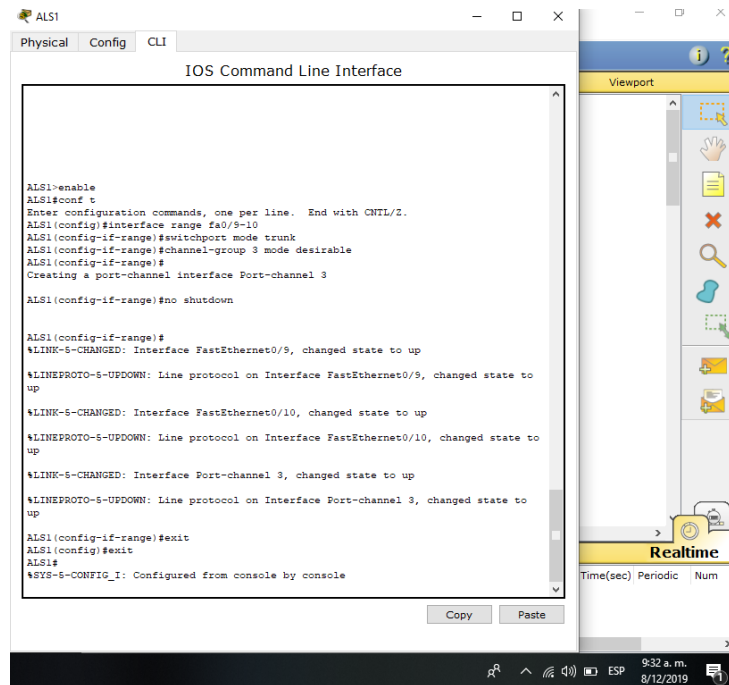 ALS1
Physical Config CLI
IOS Command Line Interface
ALS1>enable
ALS1#conf t
Enter configuration commands, one per line.  End with CNTL/Z.
ALS1(config)#interface range fa0/9-10
ALS1(config-if-range)#switchport mode trunk
ALS1(config-if-range)#channel-group 3 mode desirable
ALS1(config-if-range)#
Creating a port-channel interface Port-channel 3
ALS1(config-if-range)#no shutdown
ALS1(config-if-range)#
%LINK-5-CHANGED: Interface FastEthernet0/9, changed state to up
%LINEPROTO-5-UPDOWN: Line protocol on Interface FastEthernet0/9, changed state to
up
%LINK-5-CHANGED: Interface FastEthernet0/10, changed state to up
%LINEPROTO-5-UPDOWN: Line protocol on Interface FastEthernet0/10, changed state to
up
%LINK-5-CHANGED: Interface Port-channel 3, changed state to up
%LINEPROTO-5-UPDOWN: Line protocol on Interface Port-channel 3, changed state to
up
ALS1(config-if-range)#exit
ALS1(config)#exit
ALS1#
%SYS-5-CONFIG_I: Configured from console by console
Copy Paste
Viewport
Realtime
Time(sec) Periodic Num
ESP
9:32 a. m.
8/12/2019
1